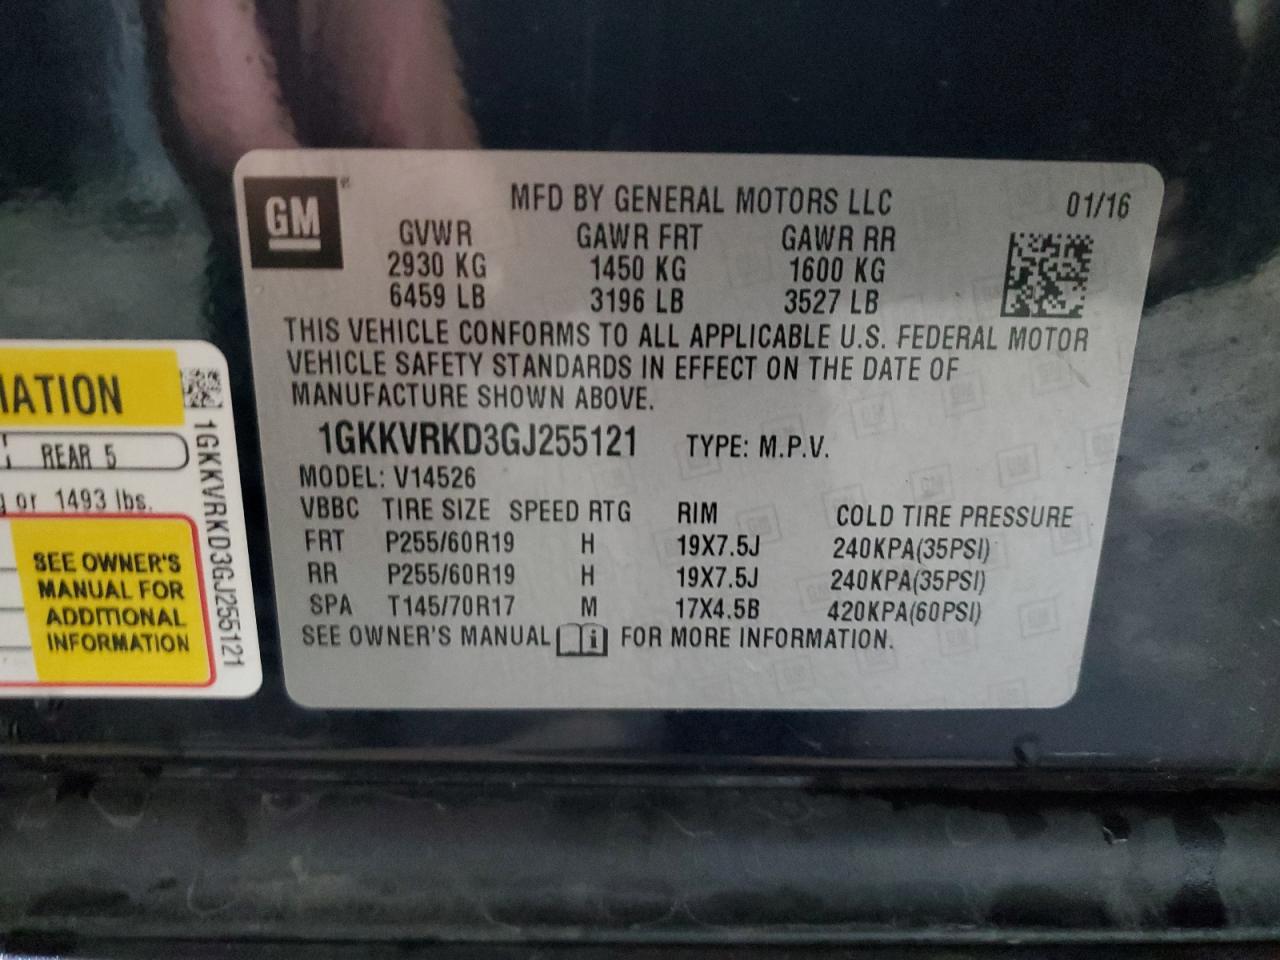 GM
MFD BY GENERAL MOTORS LLC 01/16
GVWR GAWR FRT GAWR RR
2930 KG 1450 KG 1600 KG
6459 LB 3196 LB 3527 LB
THIS VEHICLE CONFORMS TO ALL APPLICABLE U.S. FEDERAL MOTOR
VEHICLE SAFETY STANDARDS IN EFFECT ON THE DATE OF
MANUFACTURE SHOWN ABOVE.
1GKKVRKD3GJ255121 TYPE: M.P.V.
MODEL: V14526
VBBC TIRE SIZE SPEED RTG RIM COLD TIRE PRESSURE
FRT P255/60R19 H 19X7.5J 240KPA(35PSI)
RR P255/60R19 H 19X7.5J 240KPA(35PSI)
SPA T145/70R17 M 17X4.5B 420KPA(60PSI)
SEE OWNER'S MANUAL i FOR MORE INFORMATION.
MATION
REAR 5
or 1493 lbs.
SEE OWNER'S
MANUAL FOR
ADDITIONAL
INFORMATION
1GKKVRKD3GJ255121